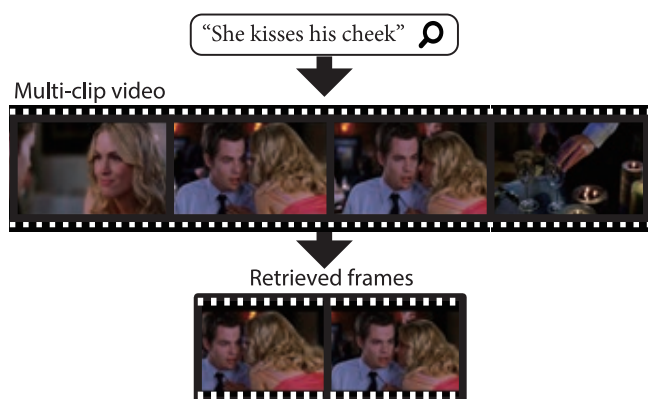 “She kisses his cheek”
Multi-clip video
Retrieved frames